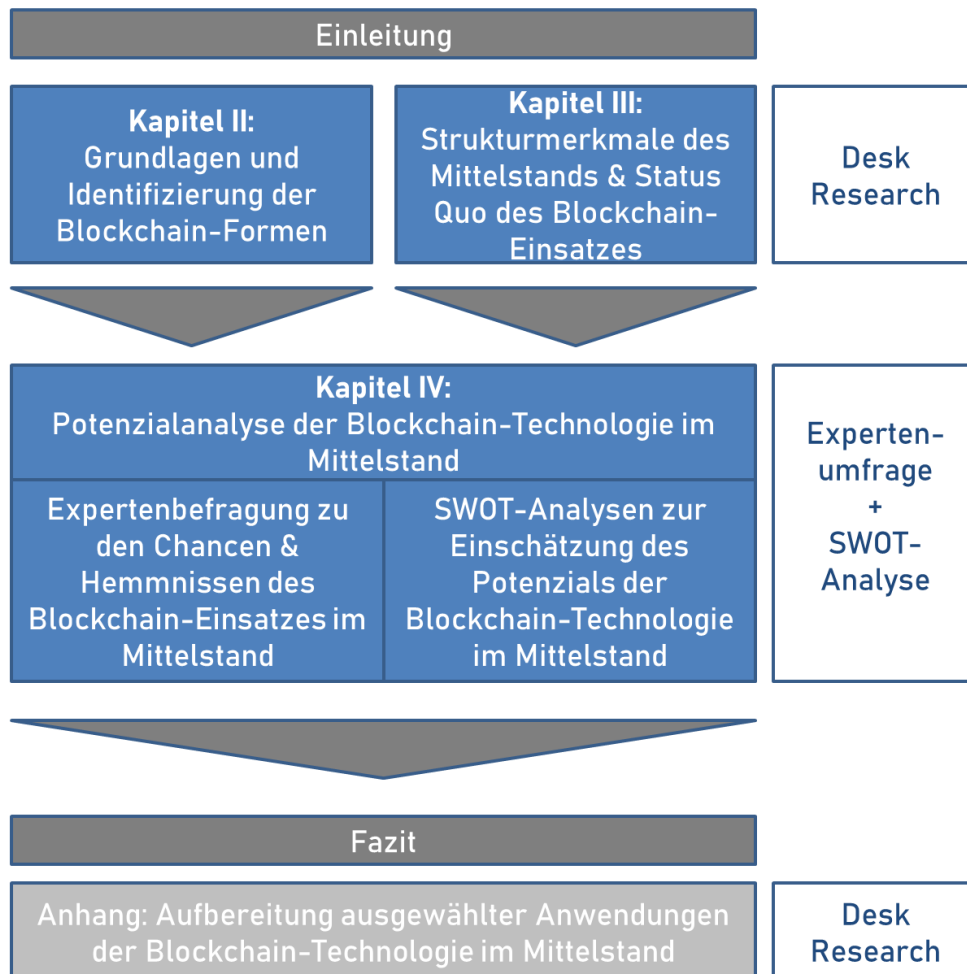 Einleitung
Kapitel II:
Grundlagen und
Identifizierung der
Blockchain-Formen
Kapitel III:
Strukturmerkmale des
Mittelstands & Status
Quo des Blockchain-
Einsatzes
Desk
Research
Kapitel IV:
Potenzialanalyse der Blockchain-Technologie im
Mittelstand
Expertenbefragung zu
den Chancen &
Hemmnissen des
Blockchain-Einsatzes im
Mittelstand
SWOT-Analysen zur
Einschätzung des
Potenzials der
Blockchain-Technologie
im Mittelstand
Experten-
umfrage
+
SWOT-
Analyse
Fazit
Anhang: Aufbereitung ausgewählter Anwendungen
der Blockchain-Technologie im Mittelstand
Desk
Research